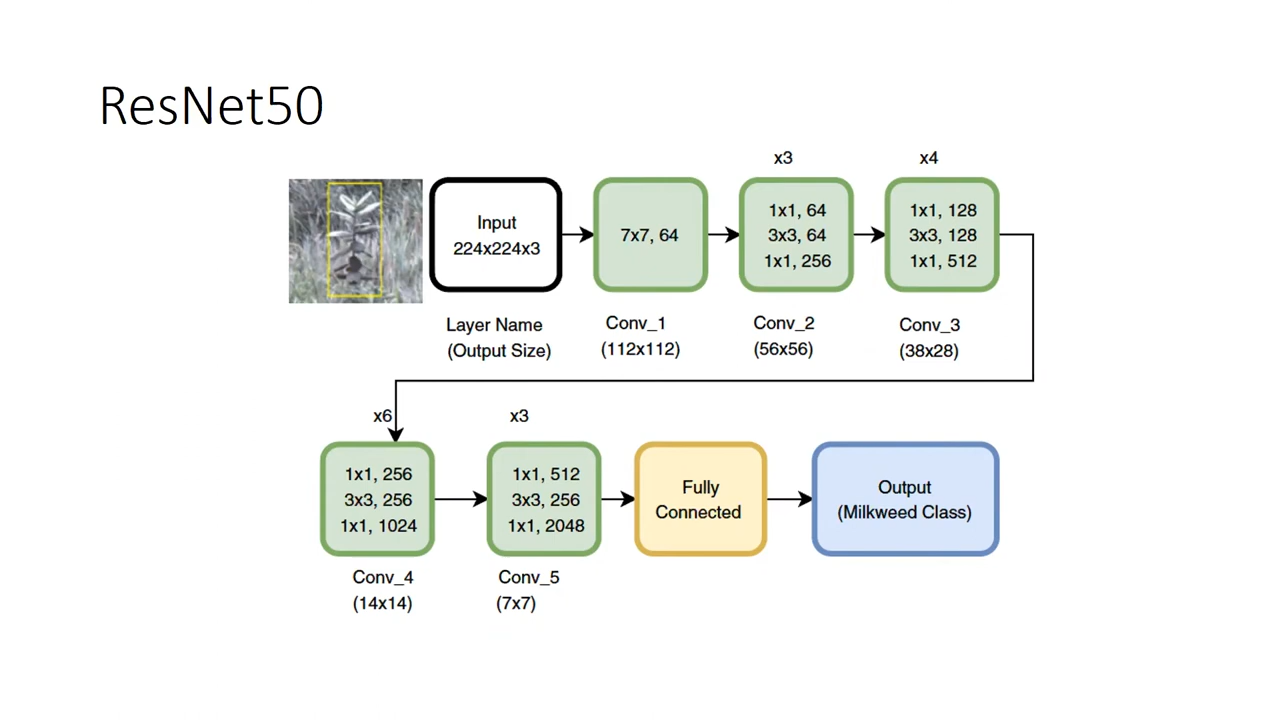 ResNet50
x3
x4
Input
224x224x3
7x7, 64
1x1, 64
3x3, 64
1x1, 256
1x1, 128
3x3, 128
1x1, 512
Layer Name
(Output Size)
Conv_1
(112x112)
Conv_2
(56x56)
Conv_3
(38x28)
x6
x3
1x1, 256
3x3, 256
1x1, 1024
1x1, 512
3x3, 256
1x1, 2048
Fully
Connected
Output
(Milkweed Class)
Conv_4
(14x14)
Conv_5
(7x7)